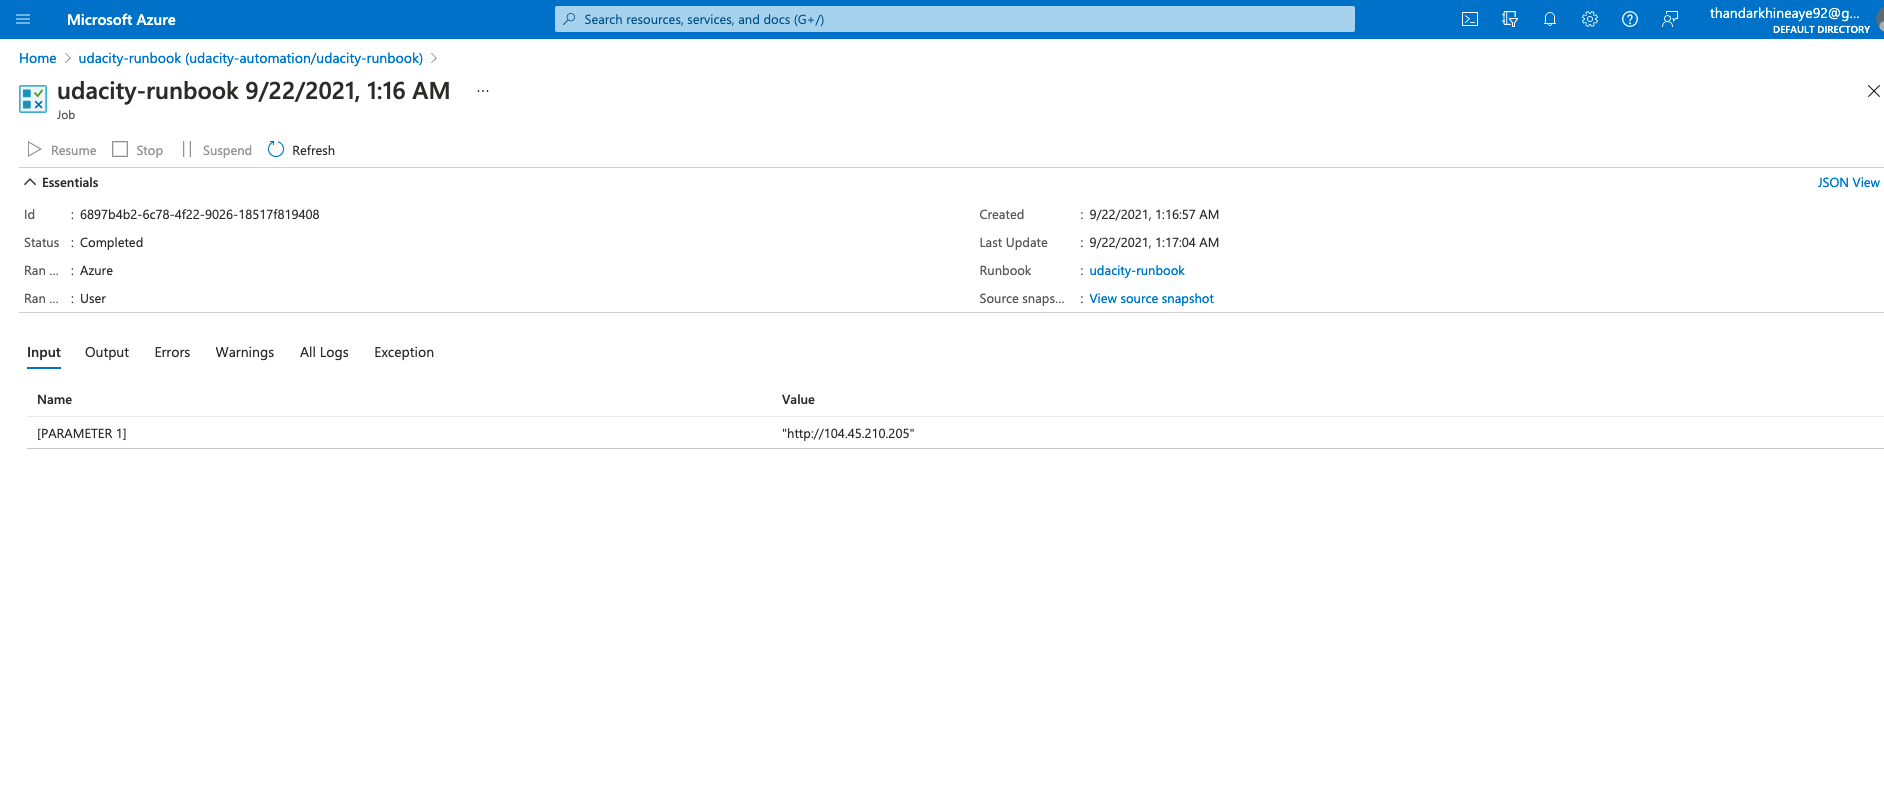 Microsoft Azure
Search resources, services, and docs (G+/)
thandarkhineaye92@g...
DEFAULT DIRECTORY
Home > udacity-runbook (udacity-automation/udacity-runbook) >
udacity-runbook 9/22/2021, 1:16 AM ...
Job
Resume Stop Suspend Refresh
Essentials
JSON View
Id : 6897b4b2-6c78-4f22-9026-18517f819408
Status : Completed
Ran ... : Azure
Ran ... : User
Created : 9/22/2021, 1:16:57 AM
Last Update : 9/22/2021, 1:17:04 AM
Runbook : udacity-runbook
Source snaps... : View source snapshot
Input Output Errors Warnings All Logs Exception
Name Value
[PARAMETER 1] "http://104.45.210.205"